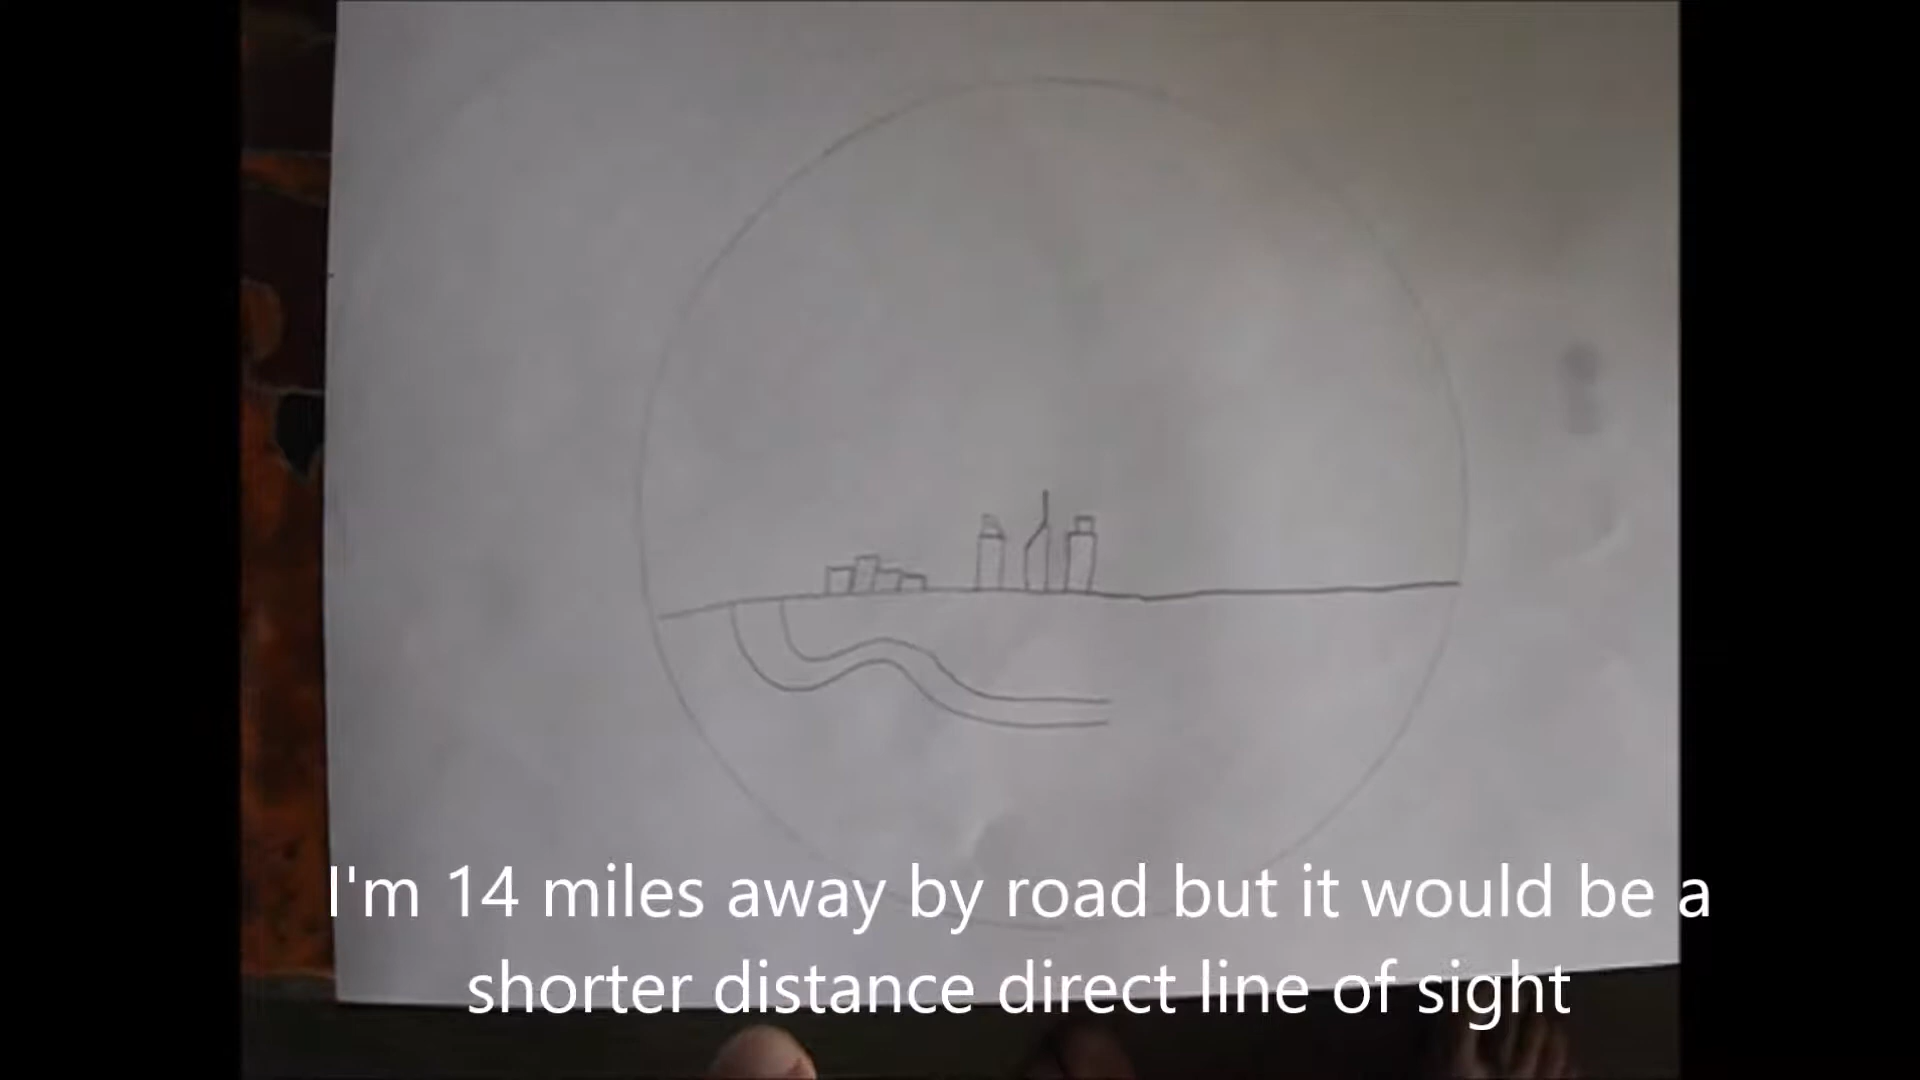 I'm 14 miles away by road but it would be a
shorter distance direct line of sight